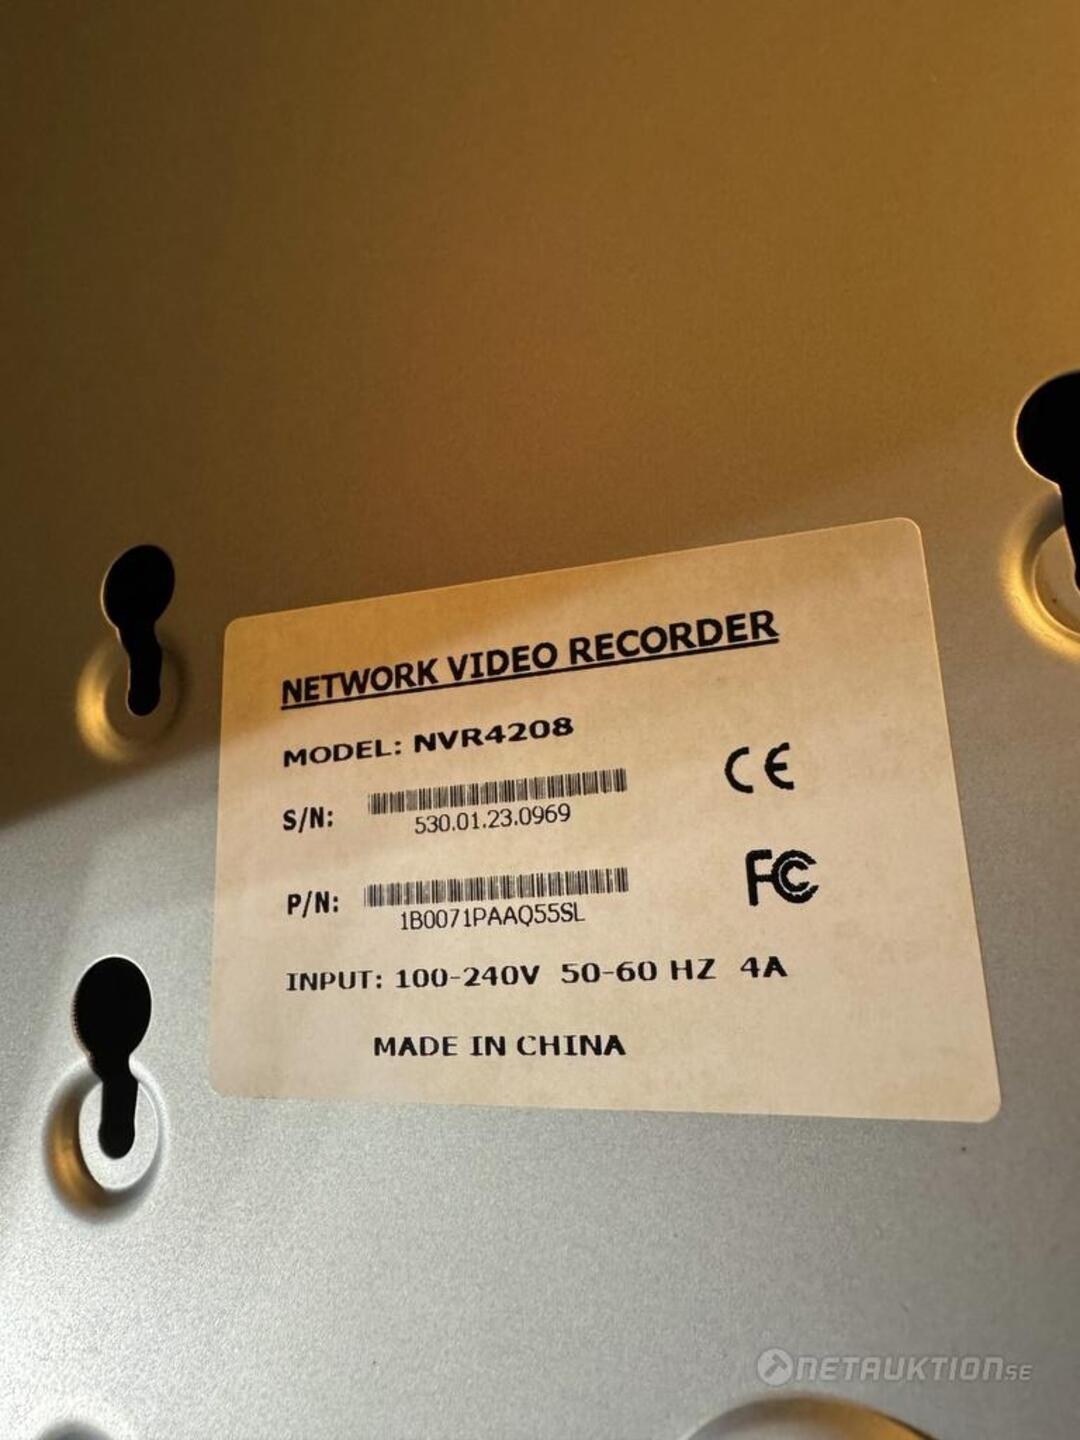 NETWORK VIDEO RECORDER
MODEL: NVR4208
S/N:
530.01.23.0969
CE
P/N:
1B0071PAAQ55SL
FC
INPUT: 100-240V 50-60 HZ 4A
MADE IN CHINA
NETAUKTION.SE